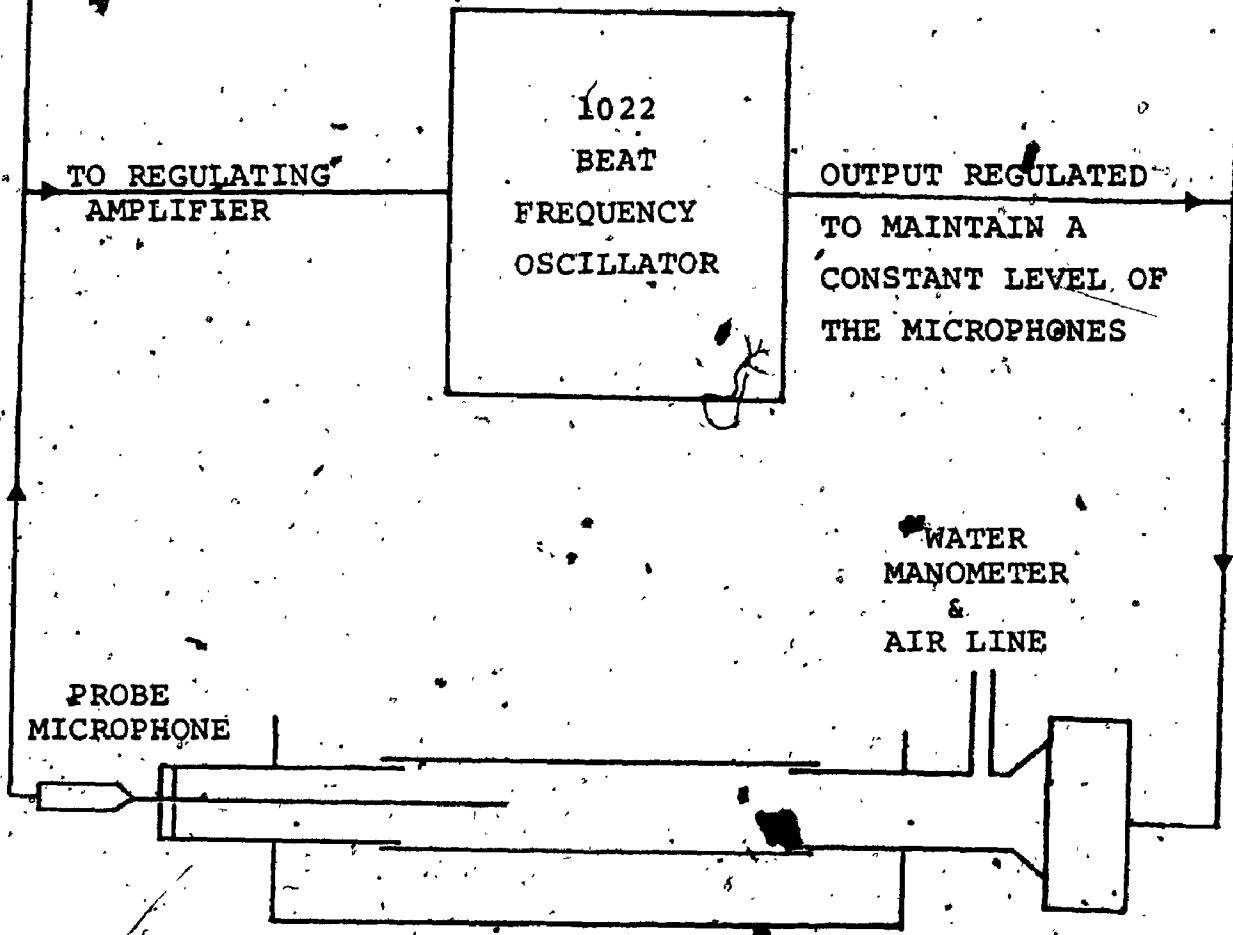 1022
BEAT
FREQUENCY
OSCILLATOR
TO REGULATING
AMPLIFIER
OUTPUT REGULATED
TO MAINTAIN A
CONSTANT LEVEL OF
THE MICROPHONES
WATER
MANOMETER
&
AIR LINE
PROBE
MICROPHONE